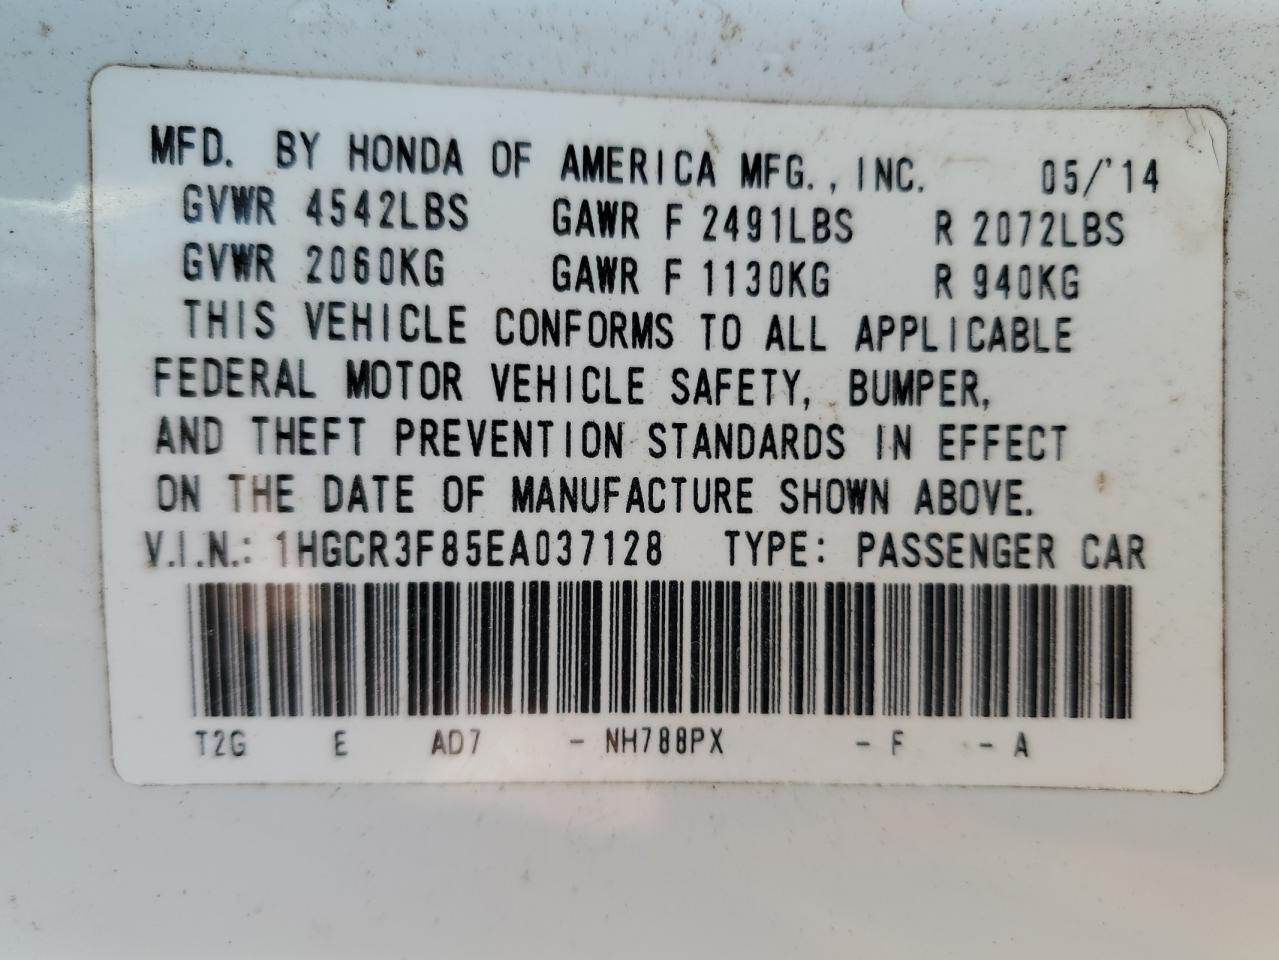 MFD. BY HONDA OF AMERICA MFG., INC. 05/'14
GVWR 4542LBS GAWR F 2491LBS R 2072LBS
GVWR 2060KG GAWR F 1130KG R 940KG
THIS VEHICLE CONFORMS TO ALL APPLICABLE
FEDERAL MOTOR VEHICLE SAFETY, BUMPER,
AND THEFT PREVENTION STANDARDS IN EFFECT
ON THE DATE OF MANUFACTURE SHOWN ABOVE.
V.I.N.: 1HGCR3F85EA037128 TYPE: PASSENGER CAR
T2G E AD7 - NH788PX - F - A